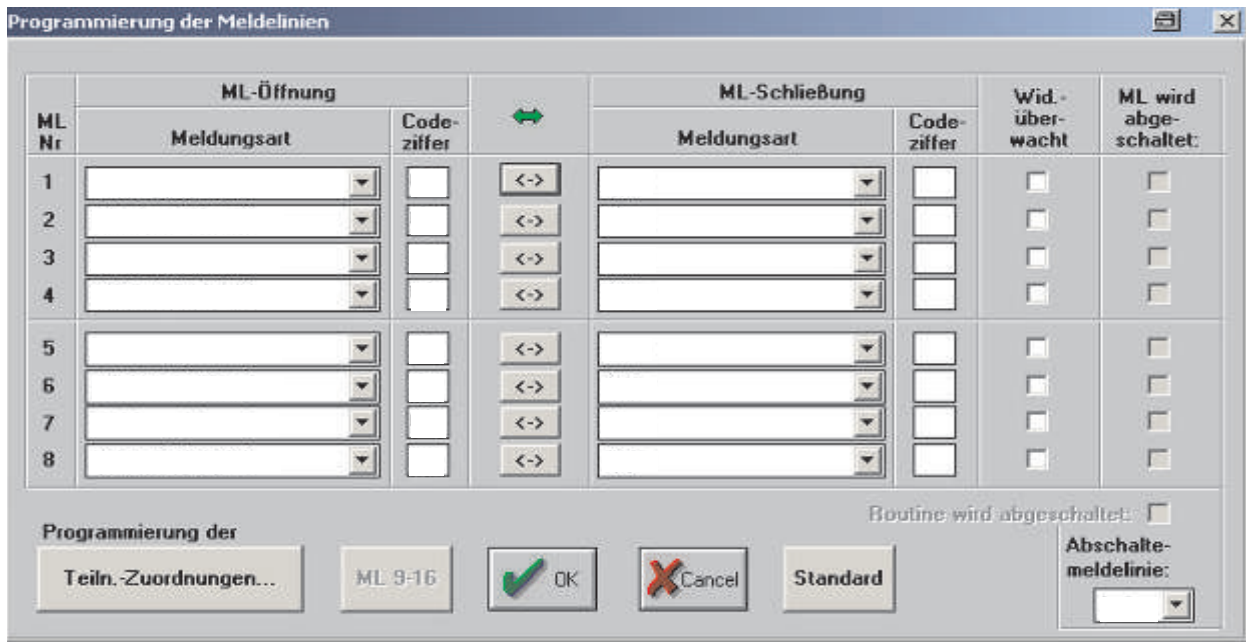 Programmierung der Meldelinien
ML-Öffnung
ML-Schließung
ML
Nr
Meldungsart
Code-
ziffer
Meldungsart
Code-
ziffer
Wid.-
über-
wacht
ML wird
abge-
schaltet:
1
<->
2
<->
3
<->
4
<->
5
<->
6
<->
7
<->
8
<->
Routine wird abgeschaltet:
Programmierung der
Teiln.-Zuordnungen...
ML 9-16
OK
Cancel
Standard
Abschalte-
meldelinie: